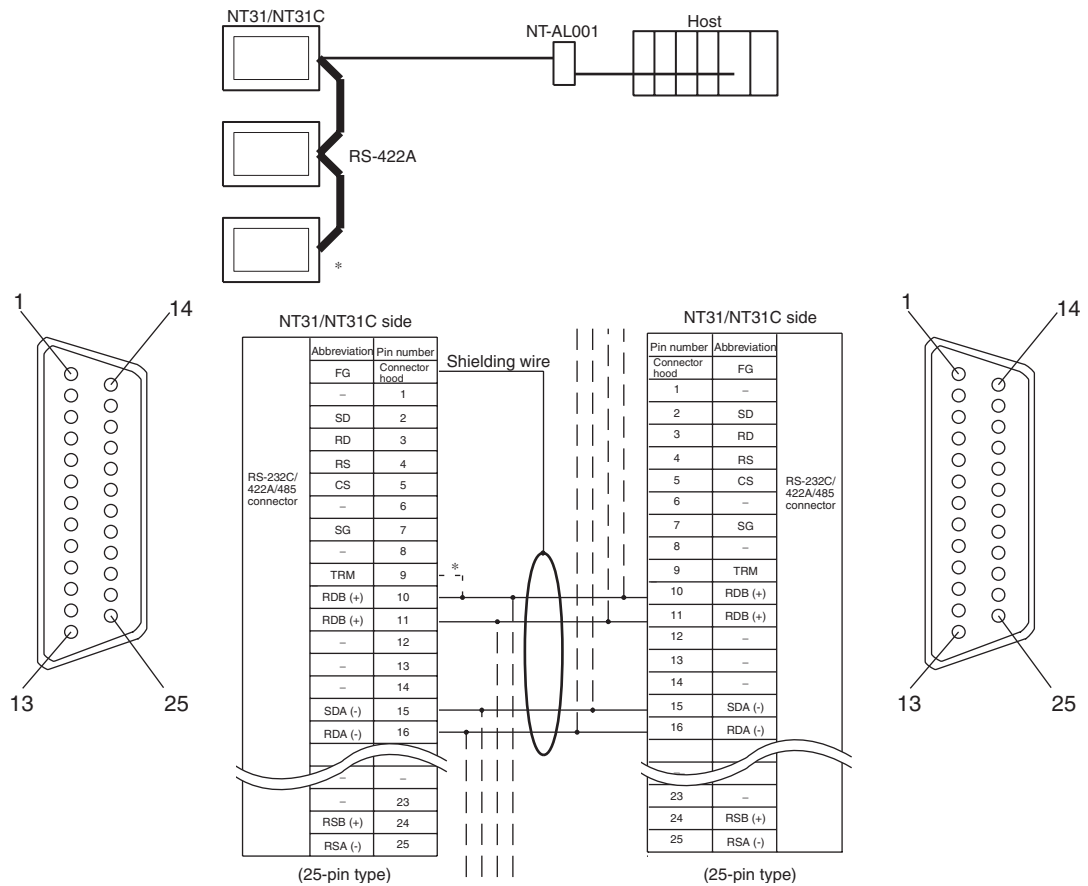 NT31/NT31C
NT-AL001
Host
RS-422A
*
1
14
13
25
NT31/NT31C side
RS-232C/
422A/485
connector
Abbreviation Pin number
FG Connector hood
– 1
SD 2
RD 3
RS 4
CS 5
– 6
SG 7
– 8
TRM 9
RDB (+) 10
RDB (+) 11
– 12
– 13
– 14
SDA (-) 15
RDA (-) 16
– –
– 23
RSB (+) 24
RSA (-) 25
(25-pin type)
Shielding wire
*
NT31/NT31C side
Pin number Abbreviation
Connector hood FG
1 –
2 SD
3 RD
4 RS
5 CS
6 –
7 SG
8 –
9 TRM
10 RDB (+)
11 RDB (+)
12 –
13 –
14 –
15 SDA (-)
16 RDA (-)
–
23 –
24 RSB (+)
25 RSA (-)
RS-232C/
422A/485
connector
(25-pin type)
1
14
13
25